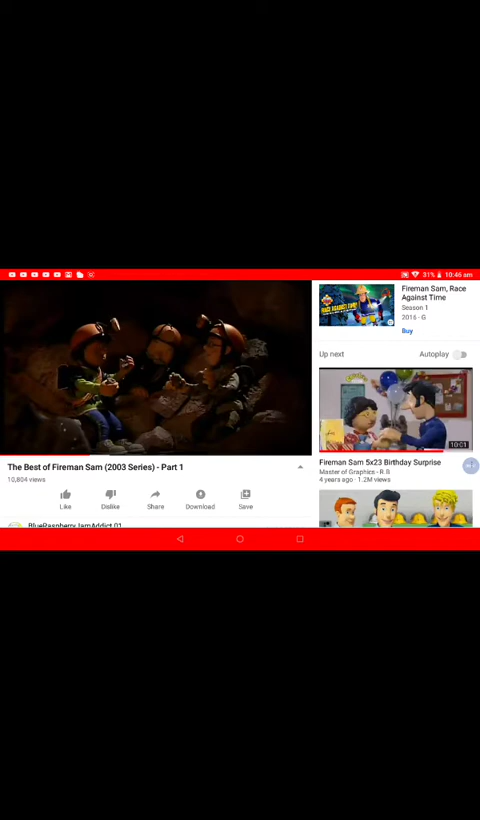 31% 10:46 am
Fireman Sam, Race
Against Time
Season 1
2016 - G
Buy
Up next
Autoplay
10:01
The Best of Fireman Sam (2003 Series) - Part 1
10,804 views
Like
Dislike
Share
Download
Save
BlueRaspberryJamAddict 01
Fireman Sam 5x23 Birthday Surprise
Master of Graphics - R.B
4 years ago · 1.2M views